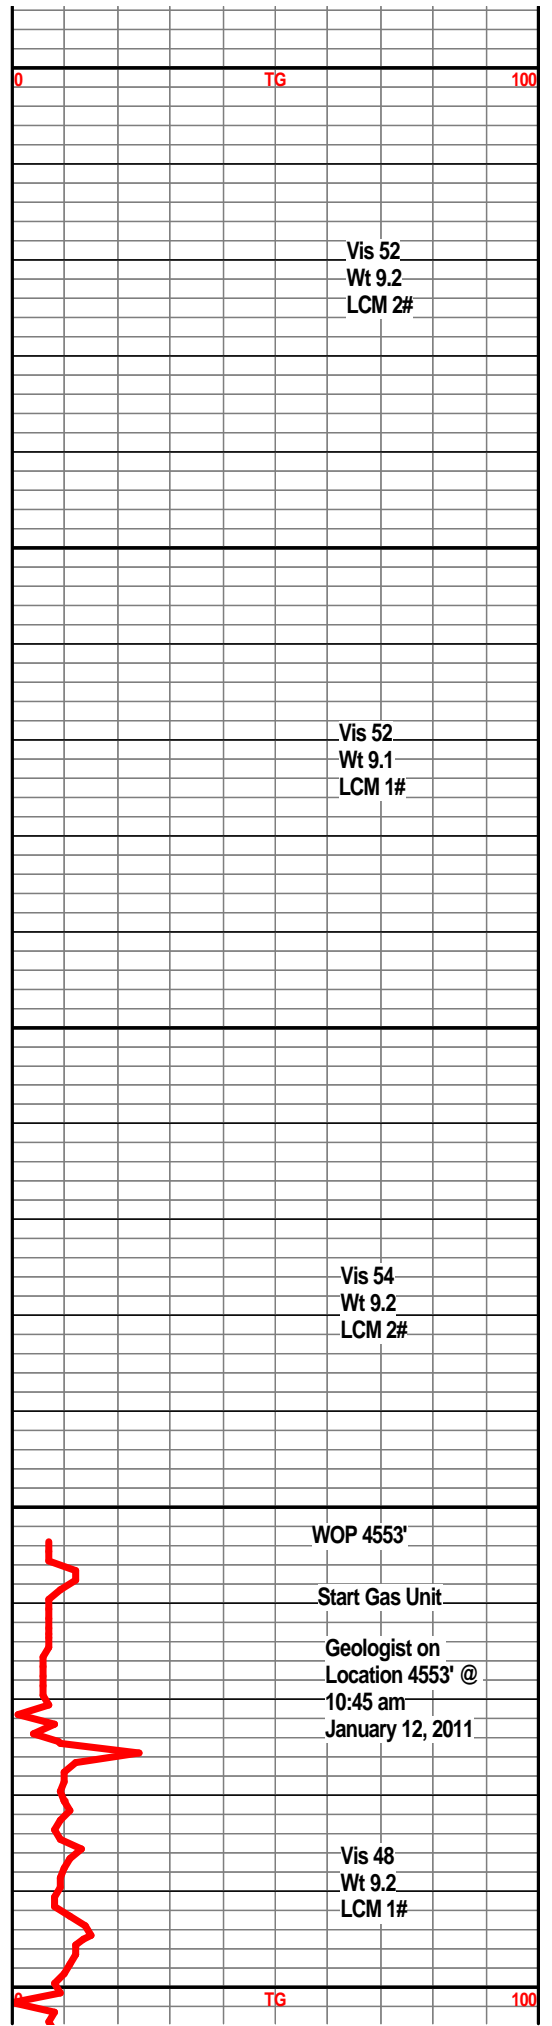 0 TG 100
Vis 52
Wt 9.2
LCM 2#
Vis 52
Wt 9.1
LCM 1#
Vis 54
Wt 9.2
LCM 2#
WOP 4553'
Start Gas Unit
Geologist on
Location 4553' @
10:45 am
January 12, 2011
Vis 48
Wt 9.2
LCM 1#
0 TG 100